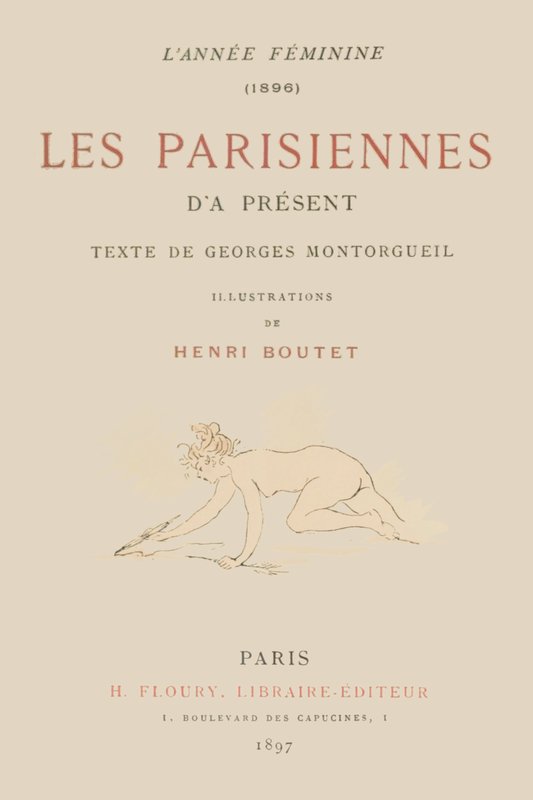 L'ANNÉE FÉMININE
(1896)
LES PARISIENNES
D'A PRÉSENT
TEXTE DE GEORGES MONTORGUEIL
ILLUSTRATIONS
DE
HENRI BOUTET
PARIS
H. FLOURY, LIBRAIRE-ÉDITEUR
1, BOULEVARD DES CAPUCINES, 1
1897